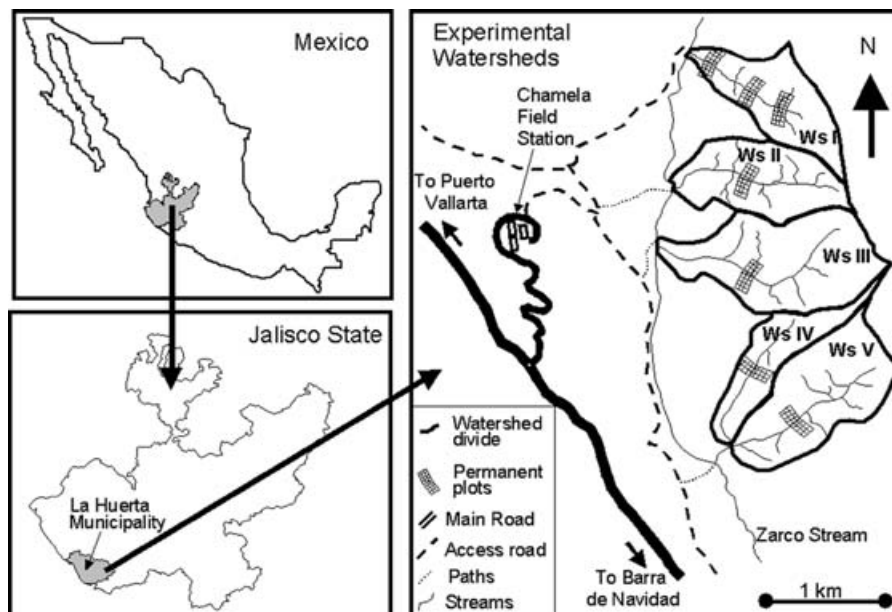 Mexico
Jalisco State
La Huerta
Municipality
Experimental
Watersheds
N
Chamela
Field
Station
To Puerto
Vallarta
Ws I
Ws II
Ws III
Ws IV
Ws V
Watershed
divide
Permanent
plots
Main Road
Access road
Paths
Streams
To Barra
de Navidad
Zarco Stream
1 km